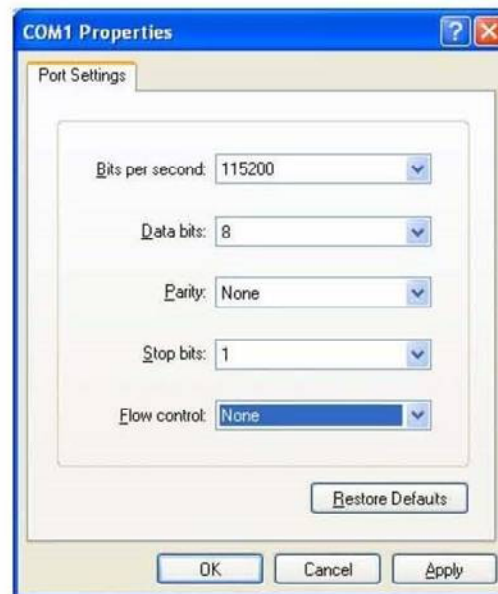 COM1 Properties
Port Settings
Bits per second: 115200
Data bits: 8
Parity: None
Stop bits: 1
Flow control: None
Restore Defaults
OK Cancel Apply